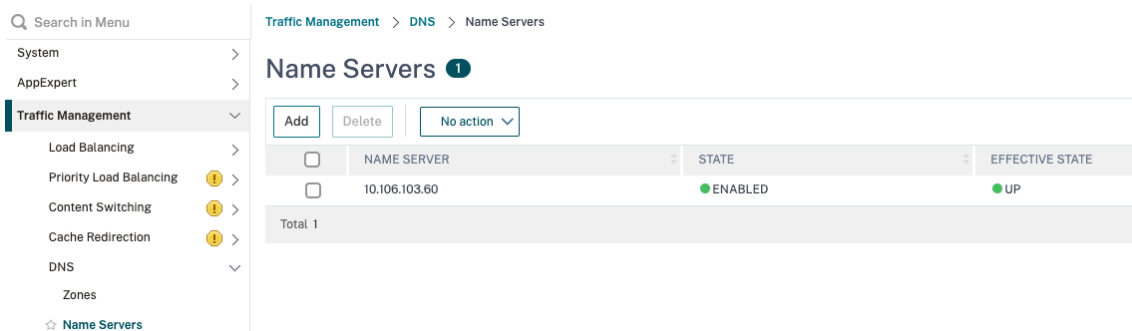 Search in Menu
System
AppExpert
Traffic Management
Load Balancing
Priority Load Balancing
Content Switching
Cache Redirection
DNS
Zones
Name Servers
Traffic Management > DNS > Name Servers
Name Servers 1
Add Delete No action
NAME SERVER STATE EFFECTIVE STATE
10.106.103.60 ENABLED UP
Total 1